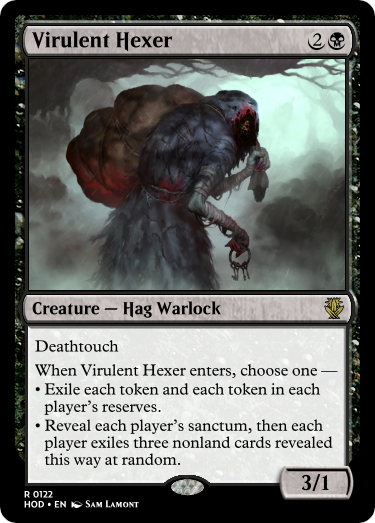 Virulent Hexer 2
Creature — Hag Warlock
Deathtouch
When Virulent Hexer enters, choose one —
• Exile each token and each token in each
player's reserves.
• Reveal each player's sanctum, then each
player exiles three nonland cards revealed
this way at random.
3/1
R 0122
HOD • EN Sam Lamont